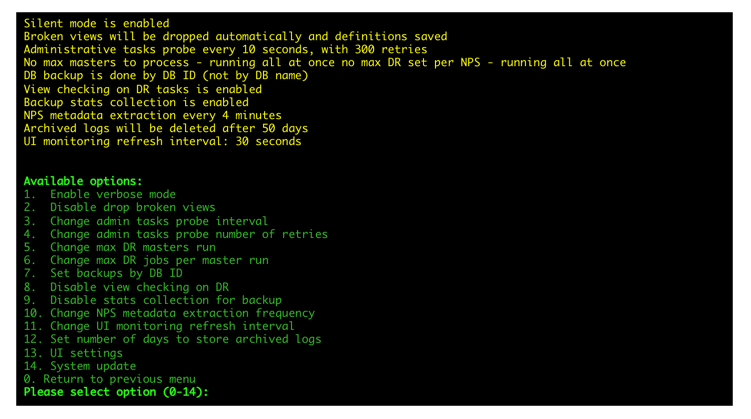 Silent mode is enabled
Broken views will be dropped automatically and definitions saved
Administrative tasks probe every 10 seconds, with 300 retries
No max masters to process - running all at once no max DR set per NPS - running all at once
DB backup is done by DB ID (not by DB name)
View checking on DR tasks is enabled
Backup stats collection is enabled
NPS metadata extraction every 4 minutes
Archived logs will be deleted after 50 days
UI monitoring refresh interval: 30 seconds
Available options:
1. Enable verbose mode
2. Disable drop broken views
3. Change admin tasks probe interval
4. Change admin tasks probe number of retries
5. Change max DR masters run
6. Change max DR jobs per master run
7. Set backups by DB ID
8. Disable view checking on DR
9. Disable stats collection for backup
10. Change NPS metadata extraction frequency
11. Change UI monitoring refresh interval
12. Set number of days to store archived logs
13. UI settings
14. System update
0. Return to previous menu
Please select option (0-14):